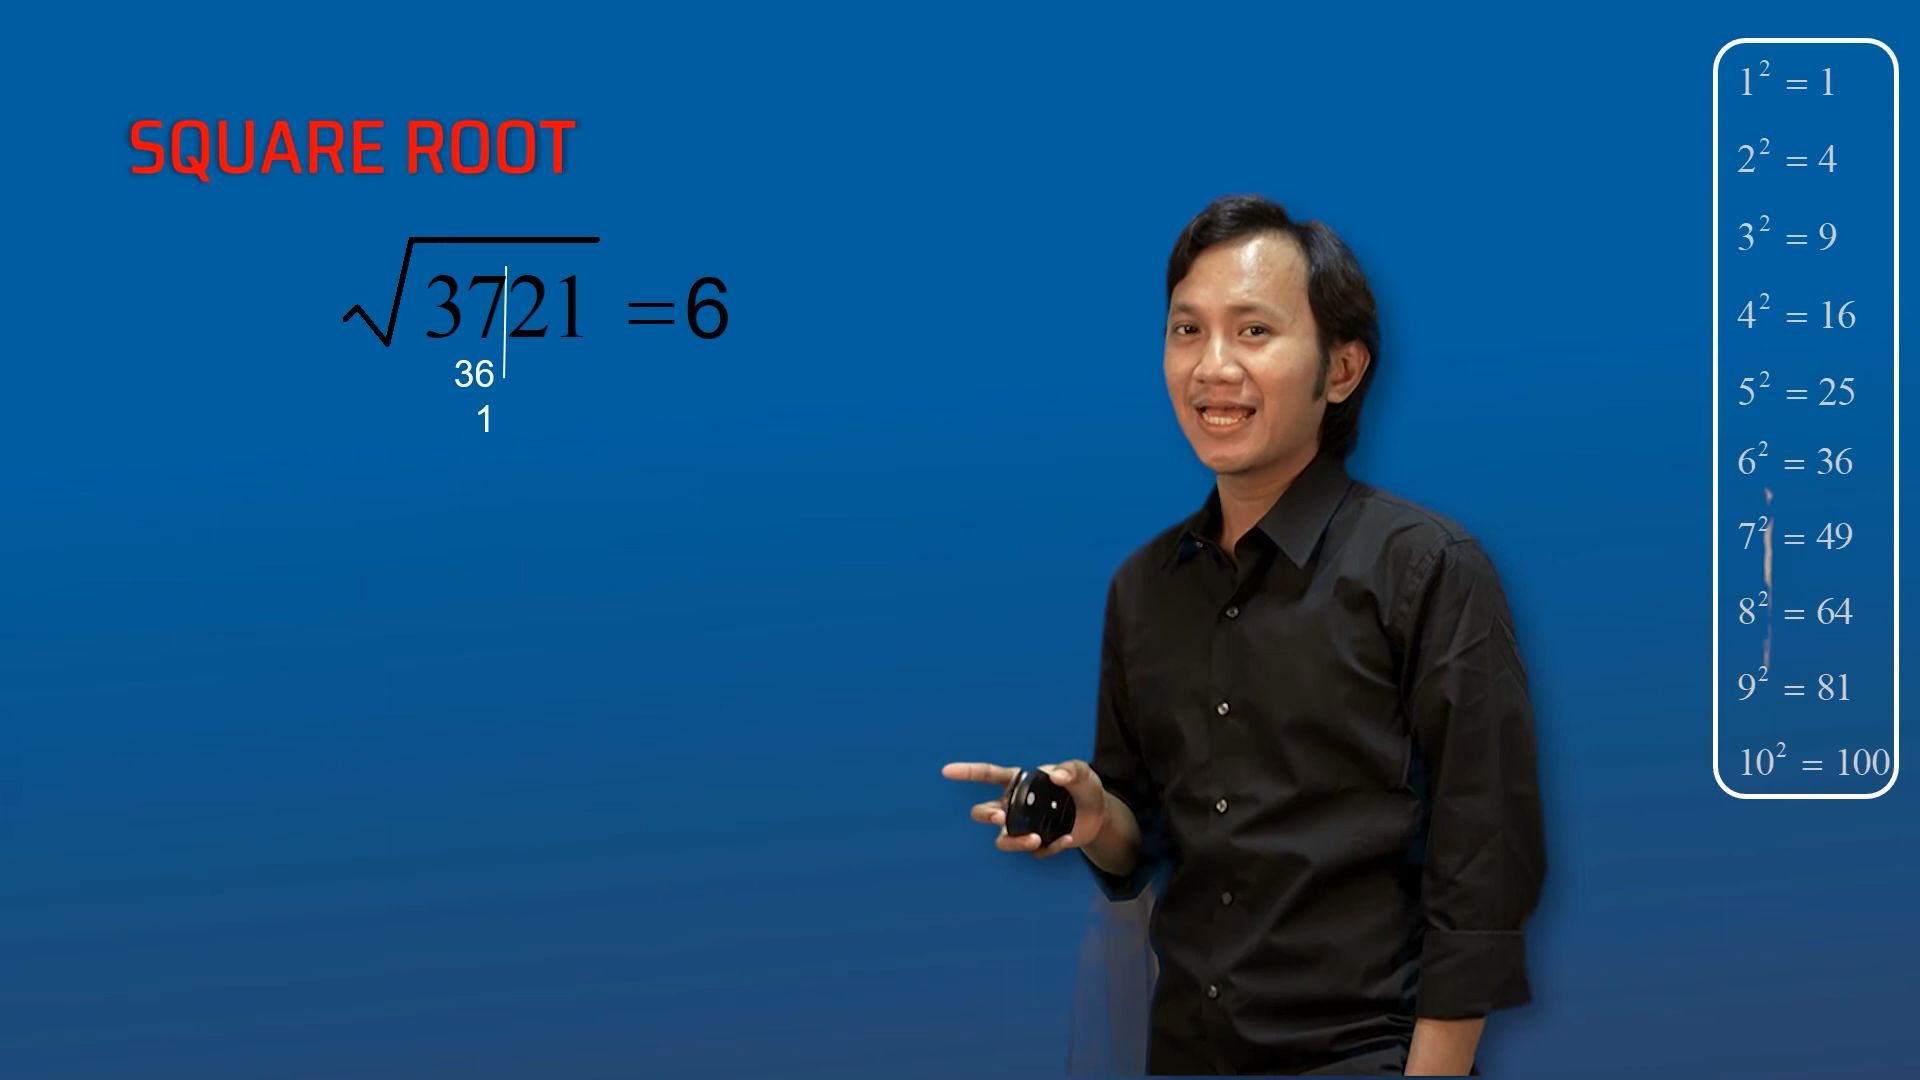 SQUARE ROOT
√3721 = 6
36
1
1² = 1
2² = 4
3² = 9
4² = 16
5² = 25
6² = 36
7² = 49
8² = 64
9² = 81
10² = 100